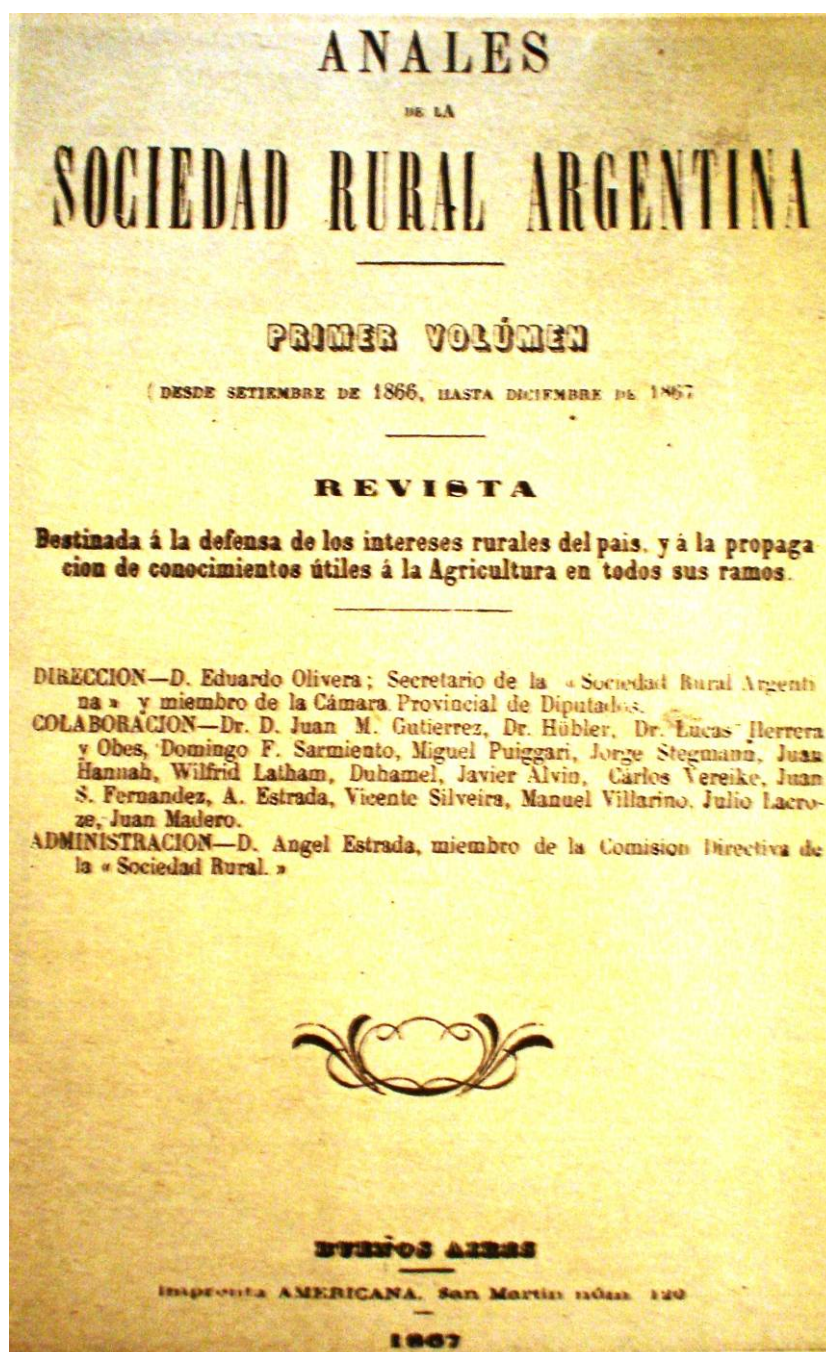 ANALES
DE LA
SOCIEDAD RURAL ARGENTINA
PRIMER VOLÚMEN
(DESDE SETIEMBRE DE 1866, HASTA DICIEMBRE DE 1867
REVISTA
Destinada á la defensa de los intereses rurales del pais, y á la propaga
cion de conocimientos útiles á la Agricultura en todos sus ramos.
DIRECCION—D. Eduardo Olivera; Secretario de la «Sociedad Rural Argenti
na» y miembro de la Cámara Provincial de Diputados.
COLABORACION—Dr. D. Juan M. Gutierrez, Dr. Hübler, Dr. Lucas Herrera
y Obes, Domingo F. Sarmiento, Miguel Puiggari, Jorge Stegmann, Juan
Hannah, Wilfrid Latham, Duhamel, Javier Alvin, Carlos Vereike, Juan
S. Fernandez, A. Estrada, Vicente Silveira, Manuel Villarino, Julio Lacro-
ze, Juan Madero.
ADMINISTRACION—D. Angel Estrada, miembro de la Comision Directiva de
la «Sociedad Rural.»
BUENOS AIRES
Imprenta AMERICANA, San Martin núm. 120
1867